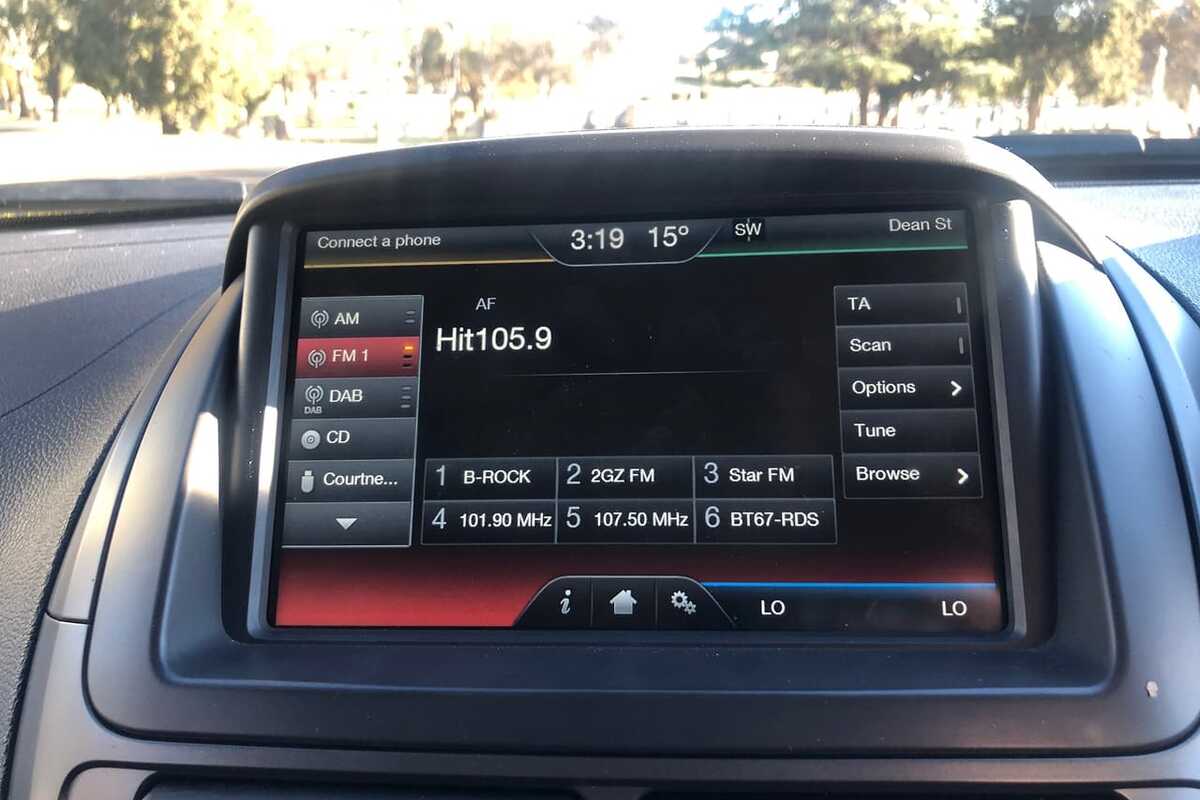 Connect a phone
3:19 15°
SW
Dean St
AM
FM 1
DAB
DAB
CD
Courtne...
AF
Hit105.9
TA
Scan
Options
Tune
Browse
1 B-ROCK
2 2GZ FM
3 Star FM
4 101.90 MHz
5 107.50 MHz
6 BT67-RDS
i
LO
LO